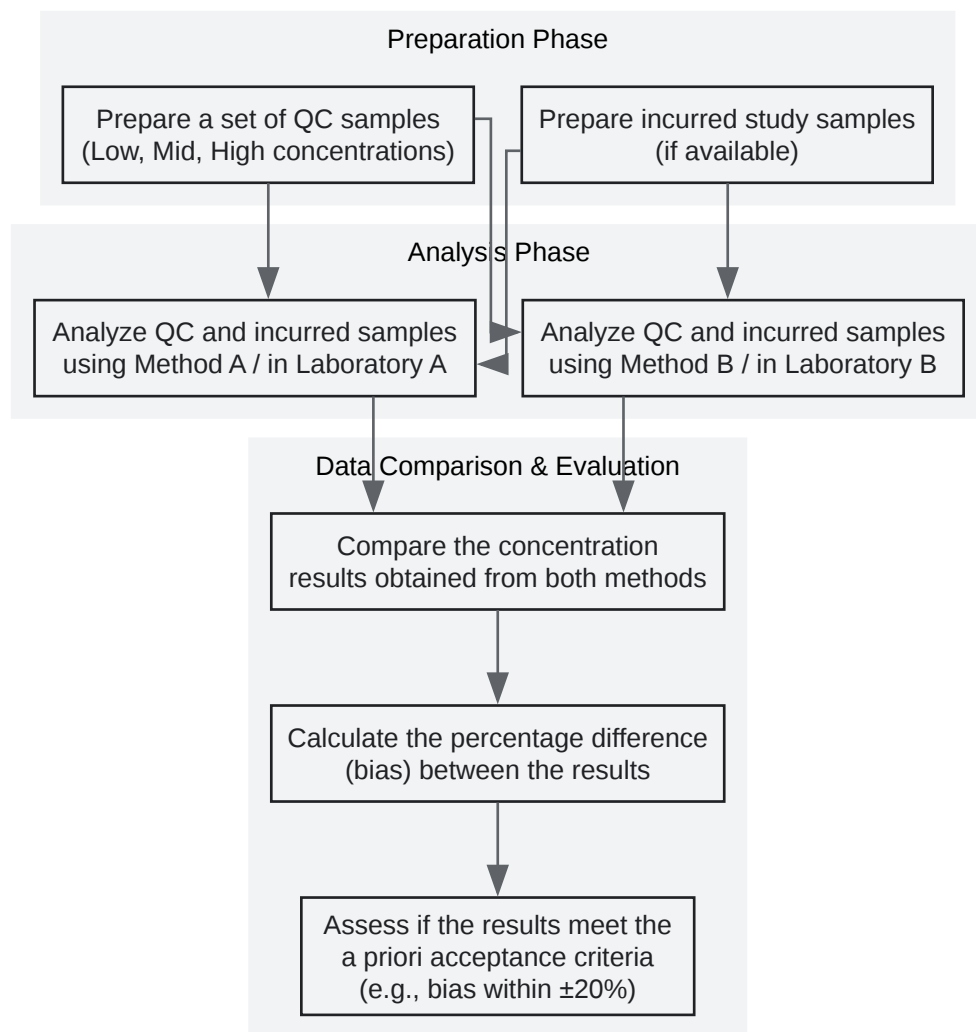 Preparation Phase
Prepare a set of QC samples
(Low, Mid, High concentrations)
Prepare incurred study samples
(if available)
Analysis Phase
Analyze QC and incurred samples
using Method A / in Laboratory A
Analyze QC and incurred samples
using Method B / in Laboratory B
Data Comparison & Evaluation
Compare the concentration
results obtained from both methods
Calculate the percentage difference
(bias) between the results
Assess if the results meet the
a priori acceptance criteria
(e.g., bias within ±20%)